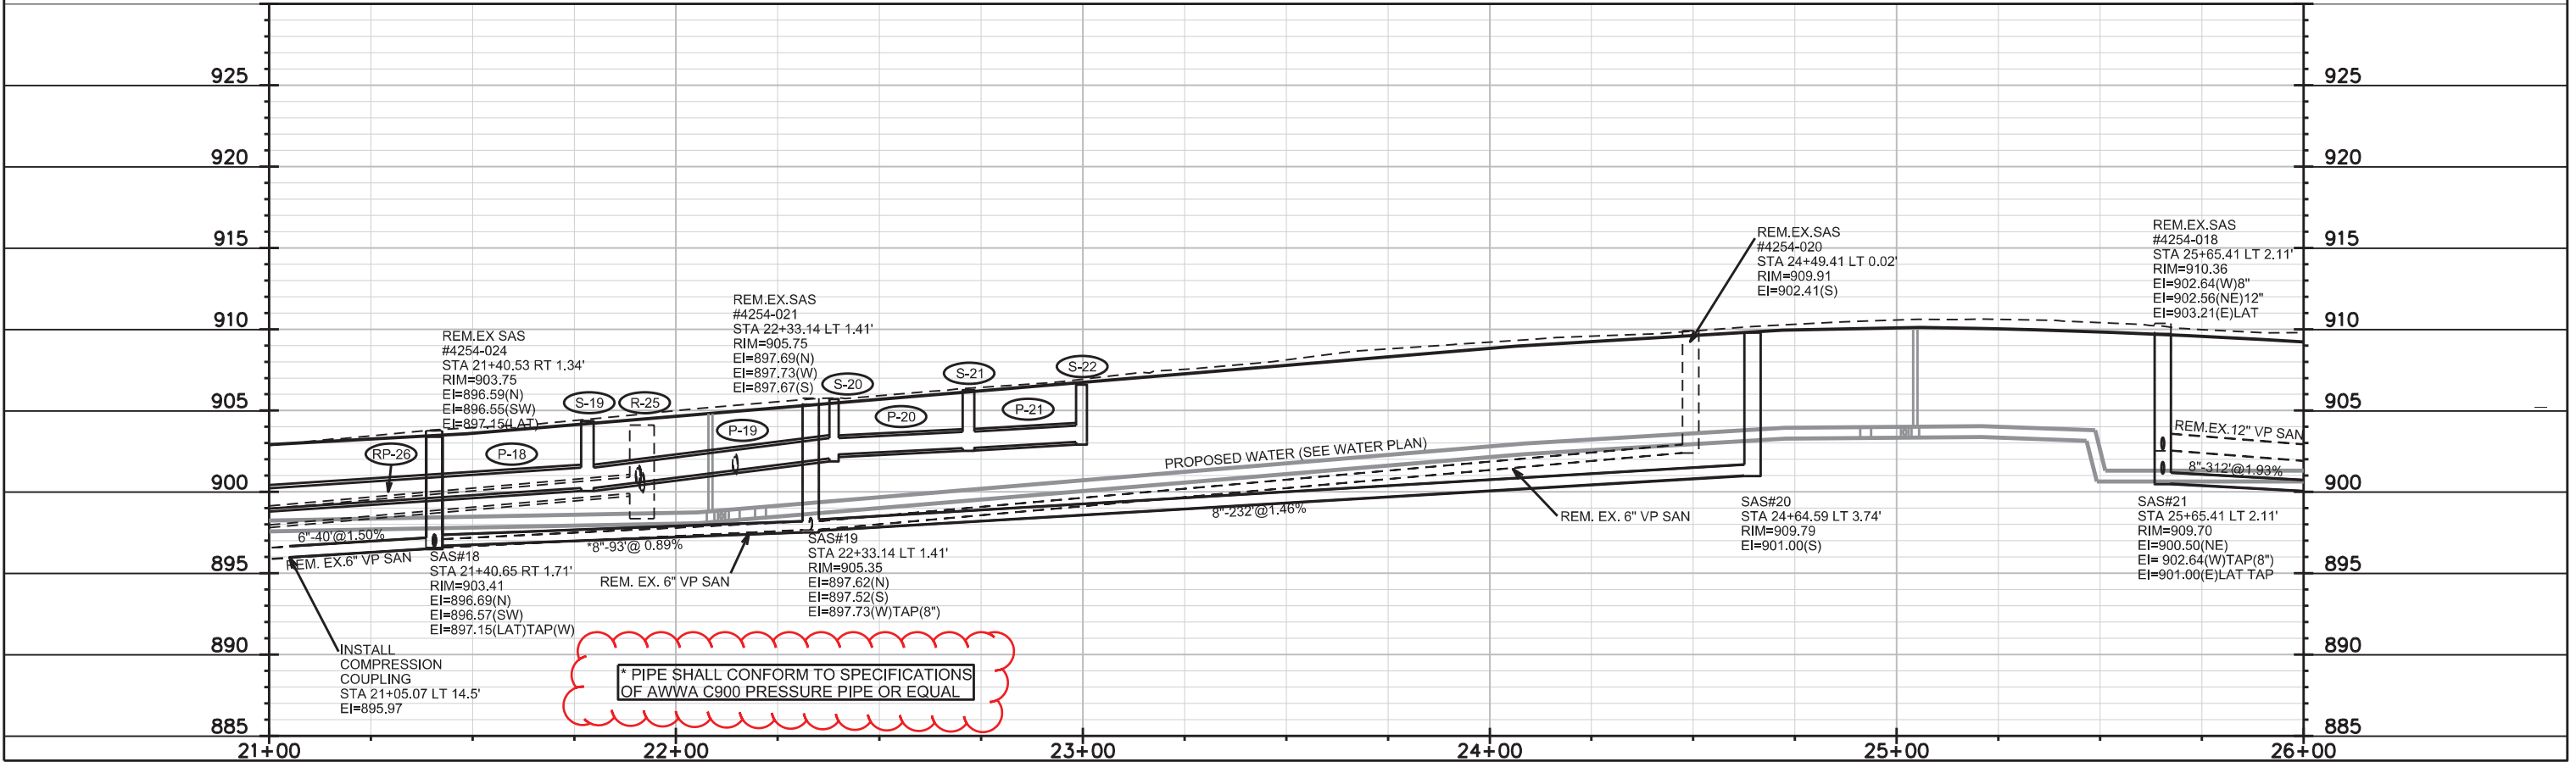 925
925
920
920
915
915
910
910
905
905
900
900
895
895
890
890
885
885
REM.EX SAS
#4254-024
STA 21+40.53 RT 1.34'
RIM=903.75
EI=896.59(N)
EI=896.55(SW)
EI=897.15(LAT)
REM.EX.SAS
#4254-021
STA 22+33.14 LT 1.41'
RIM=905.75
EI=897.69(N)
EI=897.73(W)
EI=897.67(S)
REM.EX.SAS
#4254-020
STA 24+49.41 LT 0.02'
RIM=909.91
EI=902.41(S)
REM.EX.SAS
#4254-018
STA 25+65.41 LT 2.11'
RIM=910.36
EI=902.64(W)8"
EI=902.56(NE)12"
EI=903.21(E)LAT
S-19
R-25
S-20
S-21
S-22
RP-26
P-18
P-19
P-20
P-21
PROPOSED WATER (SEE WATER PLAN)
REM.EX.12" VP SAN
8"-312'@1.93%
6"-40'@1.50%
REM. EX.6" VP SAN
*8"-93'@ 0.89%
REM. EX. 6" VP SAN
8"-232'@1.46%
REM. EX. 6" VP SAN
SAS#18
STA 21+40.65 RT 1.71'
RIM=903.41
EI=896.69(N)
EI=896.57(SW)
EI=897.15(LAT)TAP(W)
SAS#19
STA 22+33.14 LT 1.41'
RIM=905.35
EI=897.62(N)
EI=897.52(S)
EI=897.73(W)TAP(8")
SAS#20
STA 24+64.59 LT 3.74'
RIM=909.79
EI=901.00(S)
SAS#21
STA 25+65.41 LT 2.11'
RIM=909.70
EI=900.50(NE)
EI= 902.64(W)TAP(8")
EI=901.00(E)LAT TAP
INSTALL
COMPRESSION
COUPLING
STA 21+05.07 LT 14.5'
EI=895.97
* PIPE SHALL CONFORM TO SPECIFICATIONS
OF AWWA C900 PRESSURE PIPE OR EQUAL
21+00
22+00
23+00
24+00
25+00
26+00